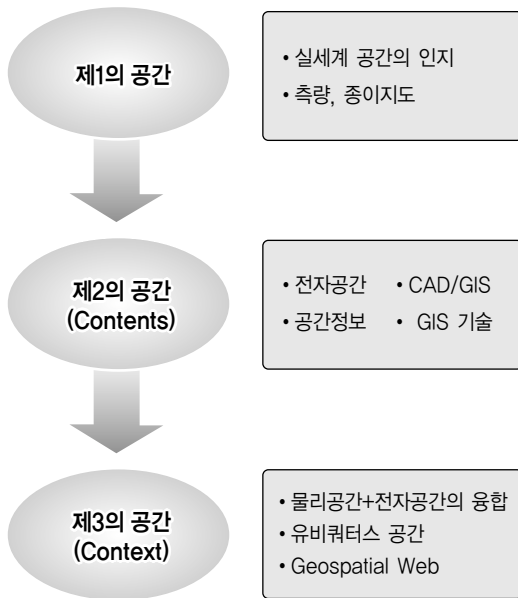 제1의 공간
• 실세계 공간의 인지
• 측량, 종이지도
제2의 공간
(Contents)
• 전자공간 • CAD/GIS
• 공간정보 • GIS 기술
제3의 공간
(Context)
• 물리공간+전자공간의 융합
• 유비쿼터스 공간
• Geospatial Web